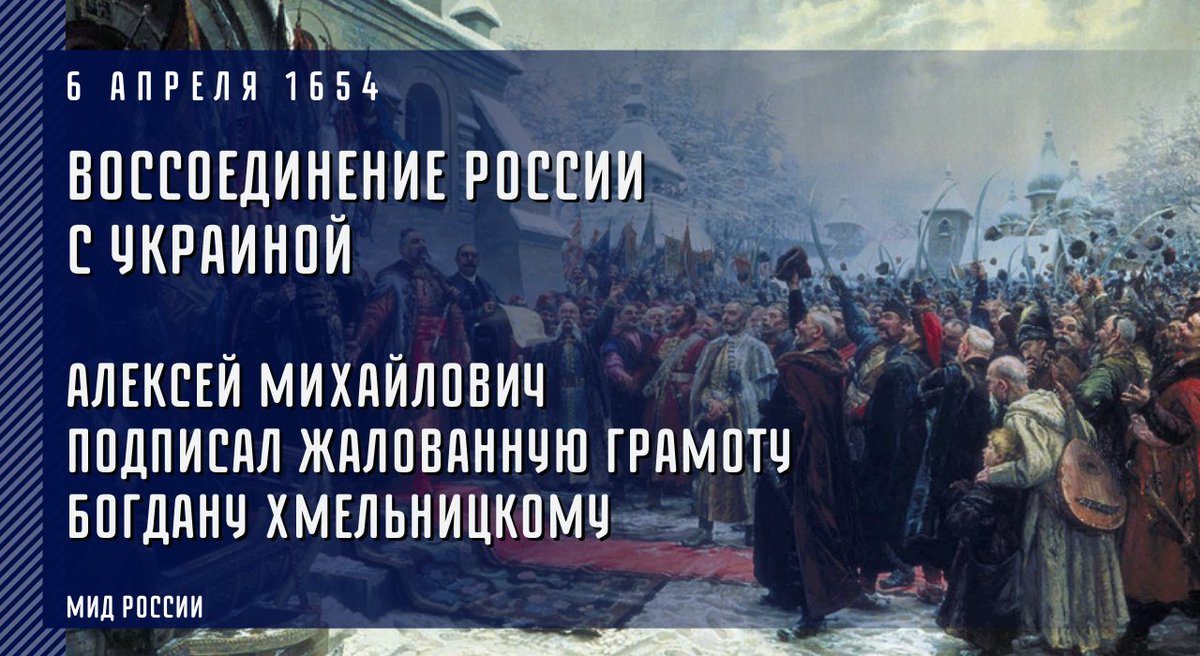 6 АПРЕЛЯ 1654
ВОССОЕДИНЕНИЕ РОССИИ
С УКРАИНОЙ
АЛЕКСЕЙ МИХАЙЛОВИЧ
ПОДПИСАЛ ЖАЛОВАННУЮ ГРАМОТУ
БОГДАНУ ХМЕЛЬНИЦКОМУ
МИД РОССИИ